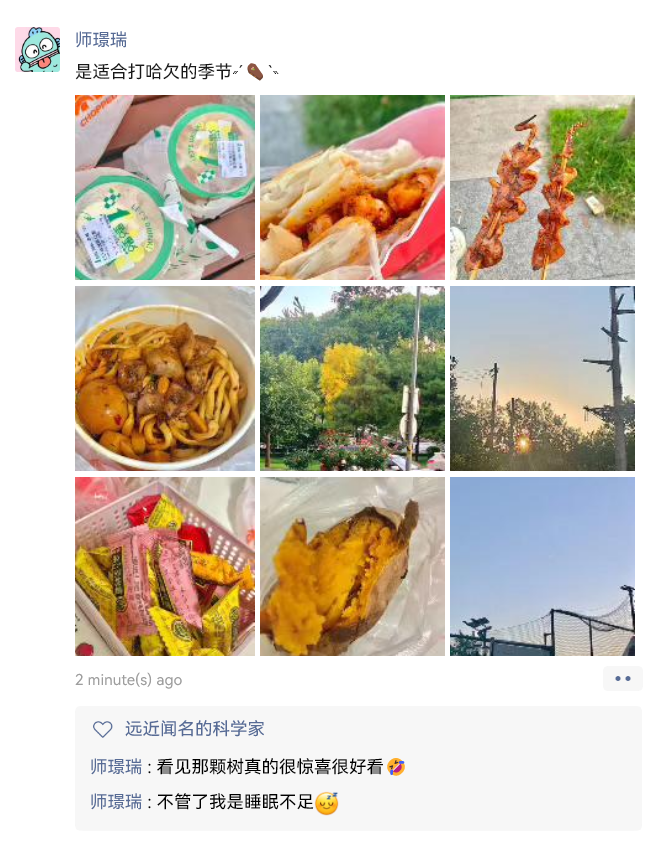 师璟瑞
是适合打哈欠的季节˶´🍠`˵
CHOPPED
2 minute(s) ago
远近闻名的科学家
师璟瑞 : 看见那颗树真的很惊喜很好看🤣
师璟瑞 : 不管了我是睡眠不足😴